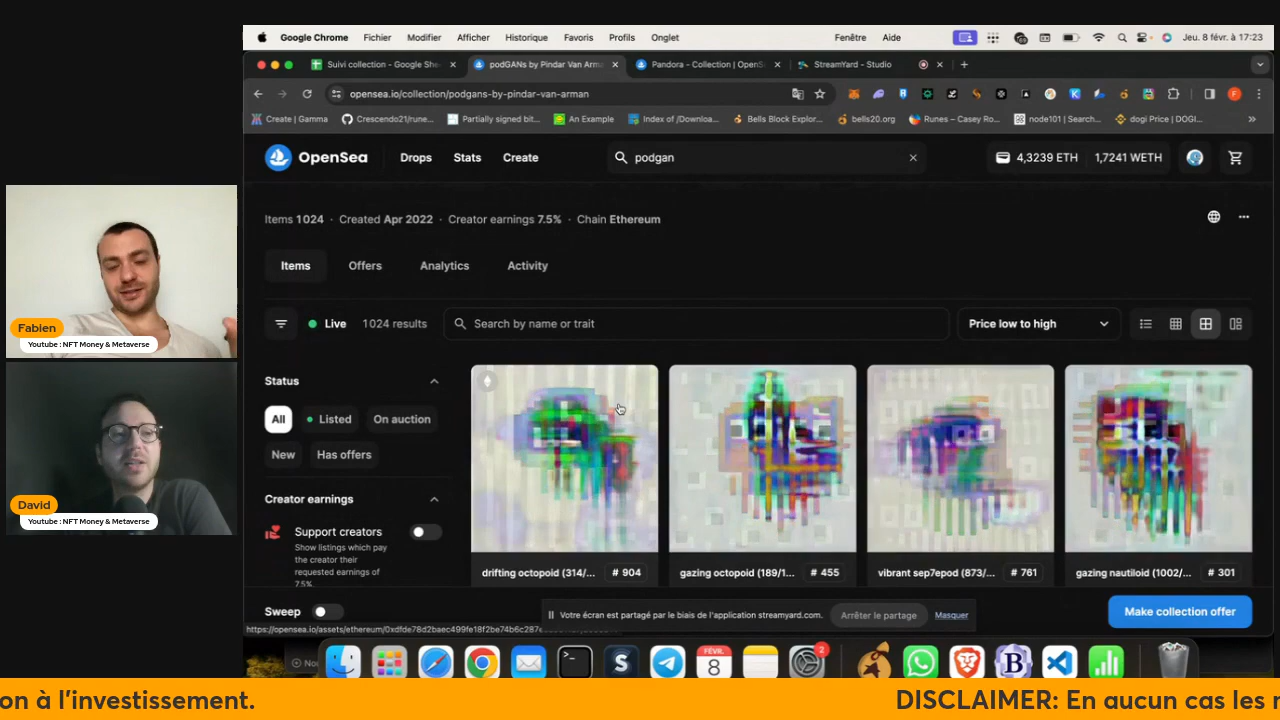 Google Chrome Fichier Modifier Afficher Historique Favoris Profils Onglet Fenêtre Aide Jeu. 8 févr. à 17:23
Suivi collection - Google She podGANs by Pindar Van Arma Pandora - Collection | OpenS StreamYard - Studio
opensea.io/collection/podgans-by-pindar-van-arman
Create | Gamma Crescendo21/rune... Partially signed bit... An Example Index of /Downloa... Bells Block Explor... bells20.org Runes – Casey Ro... node101 | Search... dogi Price | DOGI...
OpenSea Drops Stats Create podgan 4,3239 ETH 1,7241 WETH
Items 1 024 · Created Apr 2022 · Creator earnings 7.5% · Chain Ethereum
Items Offers Analytics Activity
Live 1 024 results Search by name or trait Price low to high
Status
All Listed On auction
New Has offers
Creator earnings
Support creators
Show listings which pay
the creator their
requested earnings of
7.5%
drifting octopoid (314/... # 904 gazing octopoid (189/1... # 455 vibrant sep7epod (873/... # 761 gazing nautiloid (1002/... # 301
Sweep
Votre écran est partagé par le biais de l'application streamyard.com. Arrêter le partage Masquer
Make collection offer
Fabien
Youtube : NFT Money & Metaverse
David
Youtube : NFT Money & Metaverse
FÉVR.
8
2
on à l'investissement. DISCLAIMER: En aucun cas les